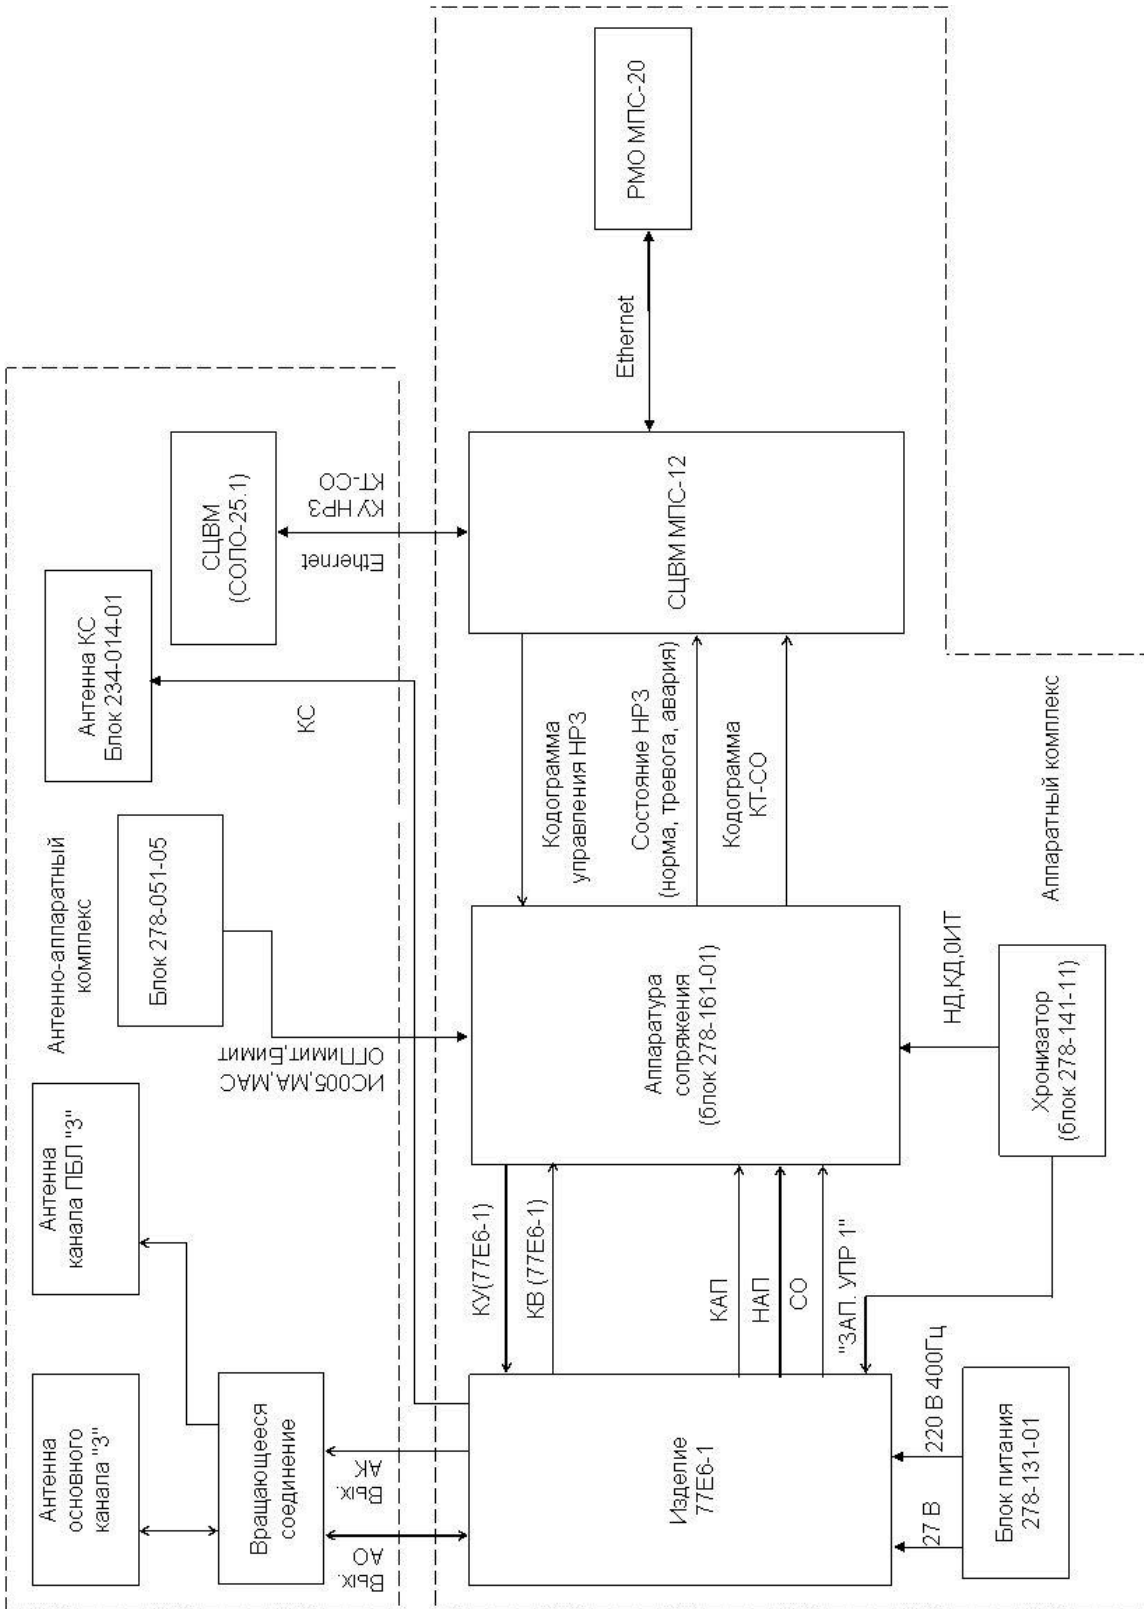 Антенна
основного
канала "З"
Антенна
канала ПБЛ "З"
Антенно-аппаратный
комплекс
Блок 278-051-05
Антенна КС
Блок 234-014-01
СЦВМ
(СОЛО-25.1)
Вращающееся
соединение
Вых.
АО
Вых.
АК
ИС005,МА,МАС
ОГПимит,Бимит
КС
Ethernet
КУ НРЗ
КТ-СО
Изделие
77Е6-1
КУ(77Е6-1)
КВ (77Е6-1)
КАП
НАП
СО
"ЗАП. УПР 1"
Аппаратура
сопряжения
(блок 278-161-01)
Кодограмма
управления НРЗ
Состояние НРЗ
(норма, тревога, авария)
Кодограмма
КТ-СО
СЦВМ МПС-12
Ethernet
РМО МПС-20
27 В
220 В 400Гц
Блок питания
278-131-01
НД,КД,0ИТ
Хронизатор
(блок 278-141-11)
Аппаратный комплекс